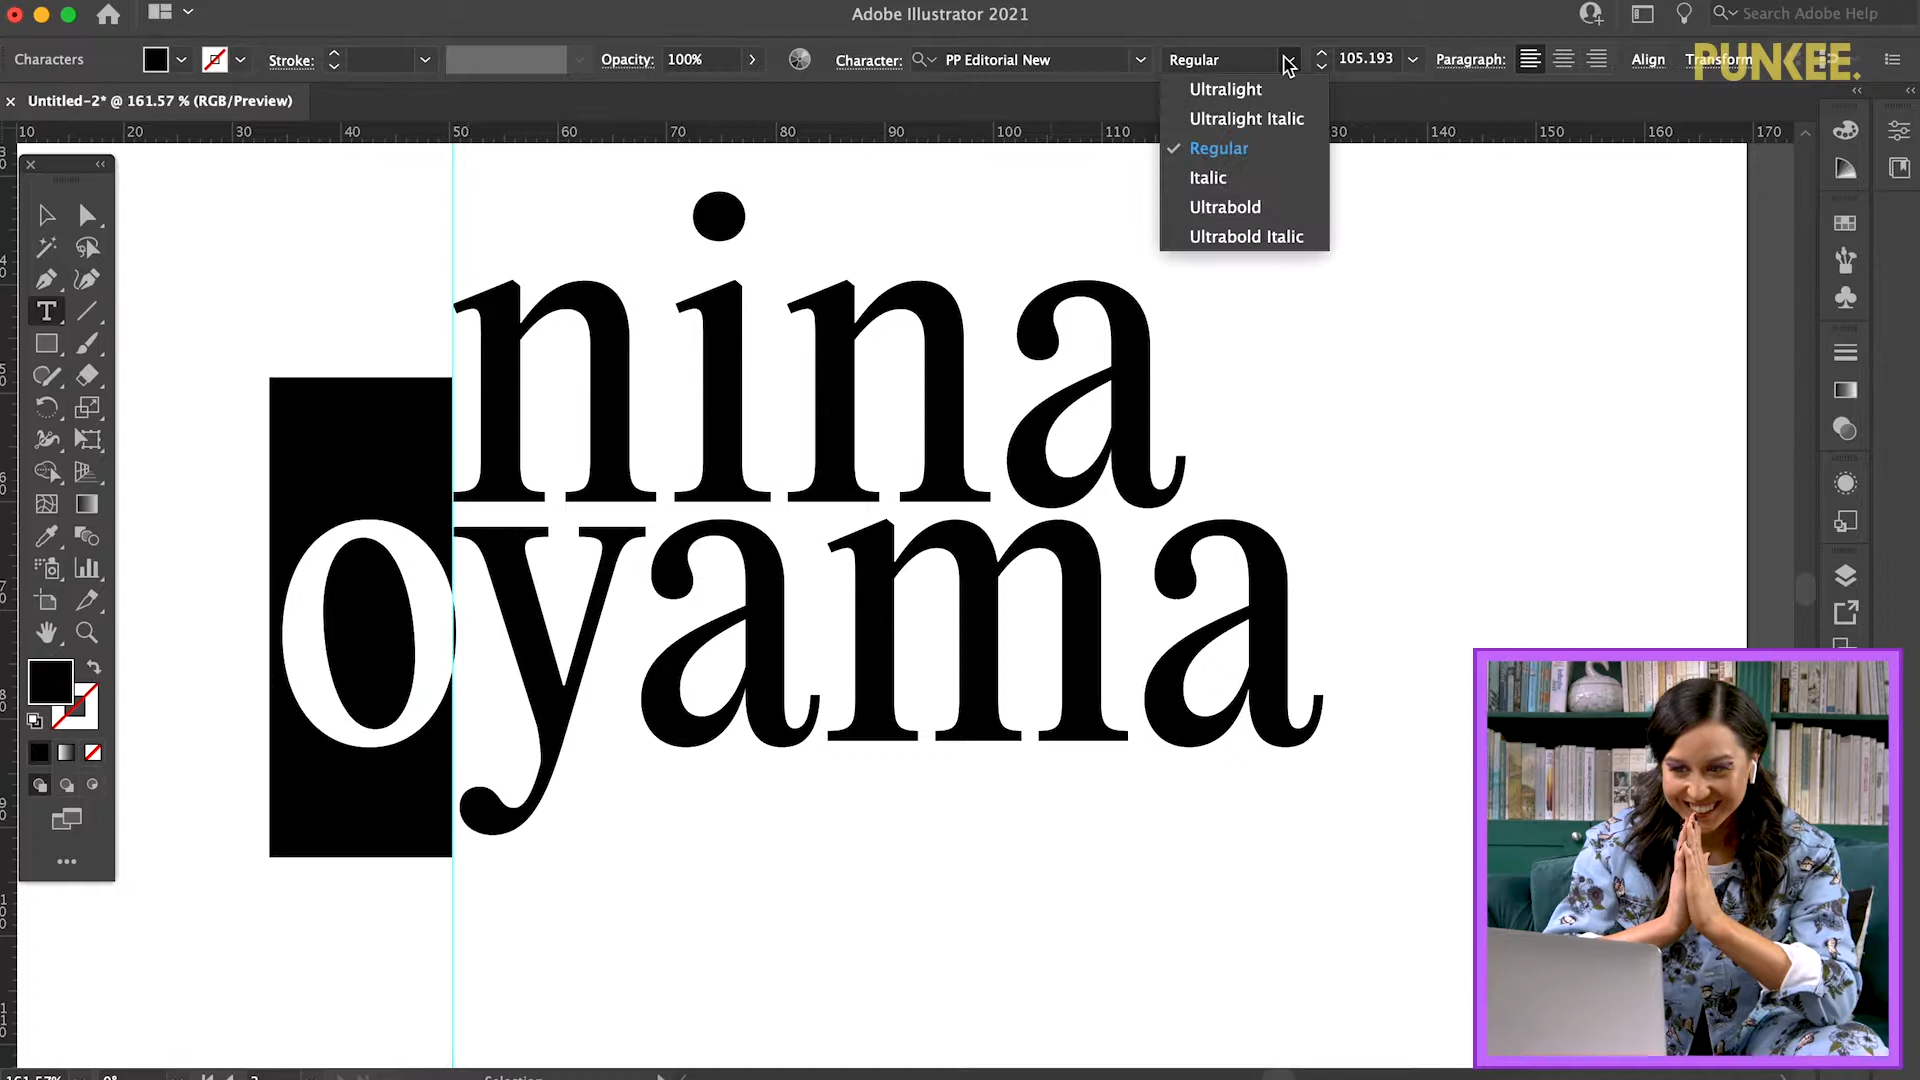 Adobe Illustrator 2021
Search Adobe Help
Characters
Stroke:
Opacity: 100%
Character: PP Editorial New
Regular
105.193
Paragraph:
Align
Transform
PUNKEE.
Untitled-2* @ 161.57 % (RGB/Preview)
Ultralight
Ultralight Italic
Regular
Italic
Ultrabold
Ultrabold Italic
10 20 30 40 50 60 70 80 90 100 110 30 140 150 160 170
nina
oyama